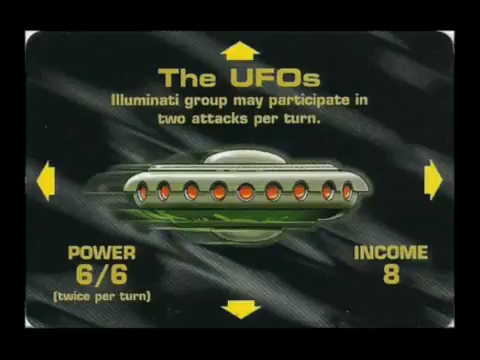 The UFOs
Illuminati group may participate in
two attacks per turn.
POWER
6/6
(twice per turn)
INCOME
8